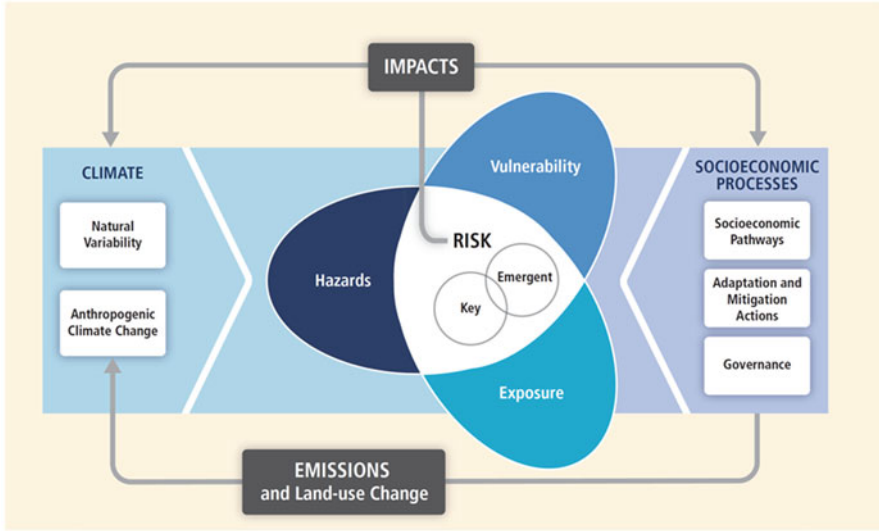 IMPACTS
CLIMATE
Natural
Variability
Anthropogenic
Climate Change
Vulnerability
Hazards
RISK
Emergent
Key
Exposure
SOCIOECONOMIC
PROCESSES
Socioeconomic
Pathways
Adaptation and
Mitigation
Actions
Governance
EMISSIONS
and Land-use Change